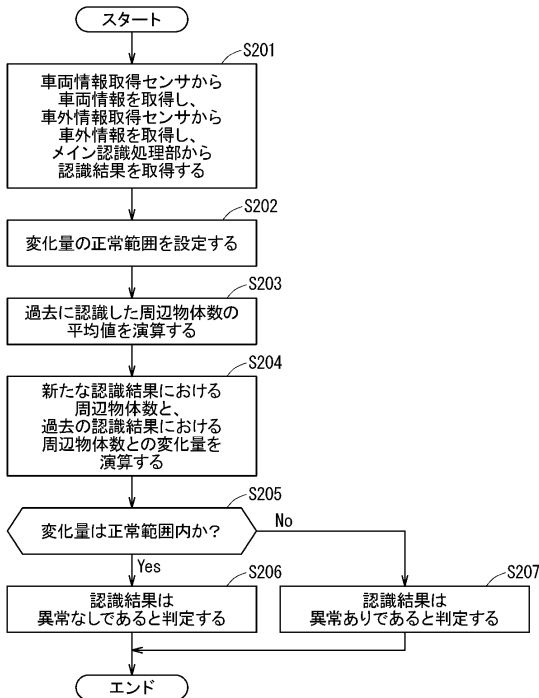 スタート
S201
車両情報取得センサから
車両情報を取得し、
車外情報取得センサから
車外情報を取得し、
メイン認識処理部から
認識結果を取得する
S202
変化量の正常範囲を設定する
S203
過去に認識した周辺物体数の
平均値を演算する
S204
新たな認識結果における
周辺物体数と、
過去の認識結果における
周辺物体数との変化量を
演算する
S205
変化量は正常範囲内か?
No
Yes
S206
認識結果は
異常なしであると判定する
S207
認識結果は
異常ありであると判定する
エンド